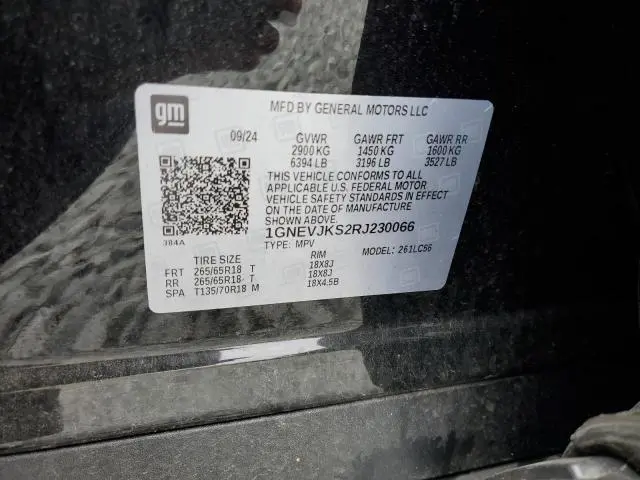 gm
MFD BY GENERAL MOTORS LLC
09/24 GVWR GAWR FRT GAWR RR
2900 KG 1450 KG 1600 KG
6394 LB 3196 LB 3527 LB
THIS VEHICLE CONFORMS TO ALL
APPLICABLE U.S. FEDERAL MOTOR
VEHICLE SAFETY STANDARDS IN EFFECT
ON THE DATE OF MANUFACTURE
SHOWN ABOVE.
384A
1GNEVJKS2RJ230066
TYPE: MPV MODEL: 261LC56
TIRE SIZE RIM
FRT 265/65R18 T 18X8J
RR 265/65R18 T 18X8J
SPA T135/70R18 M 18X4.5B